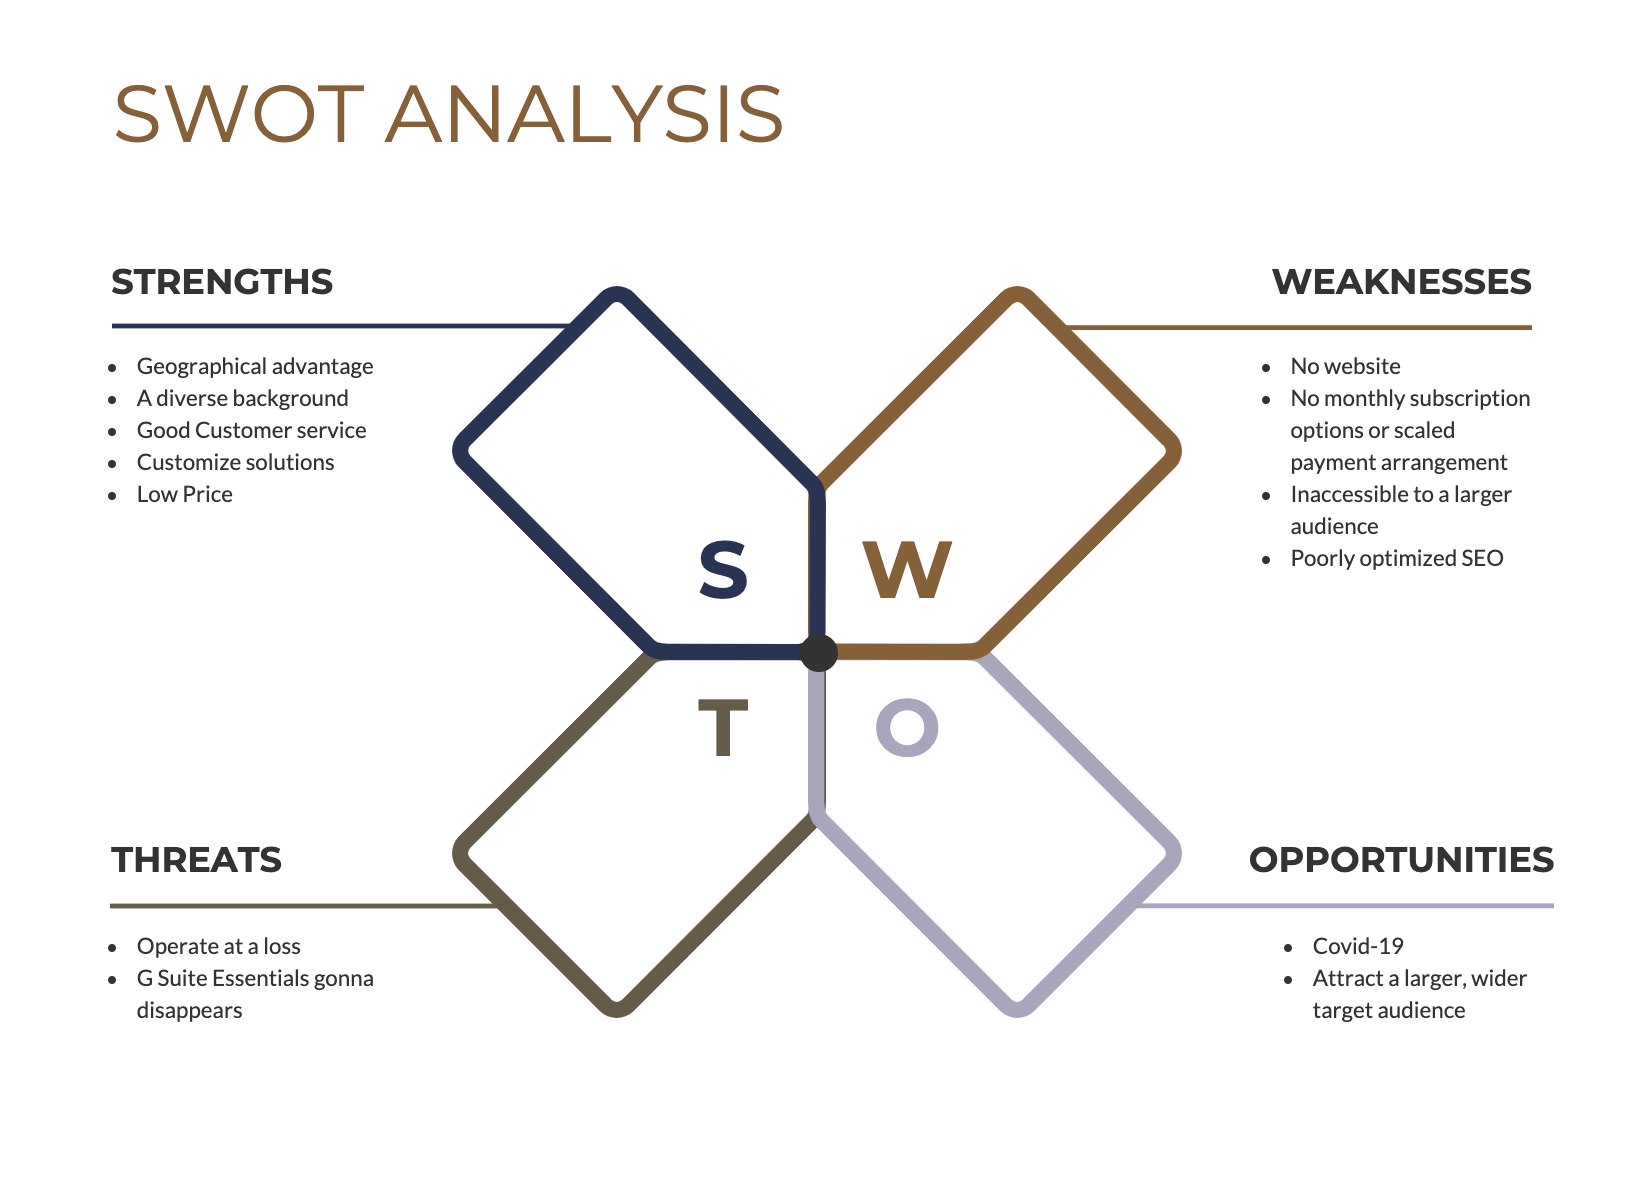 SWOT ANALYSIS
STRENGTHS
• Geographical advantage
• A diverse background
• Good Customer service
• Customize solutions
• Low Price
WEAKNESSES
• No website
• No monthly subscription
options or scaled
payment arrangement
• Inaccessible to a larger
audience
• Poorly optimized SEO
S W
T O
THREATS
• Operate at a loss
• G Suite Essentials gonna
disappears
OPPORTUNITIES
• Covid-19
• Attract a larger, wider
target audience